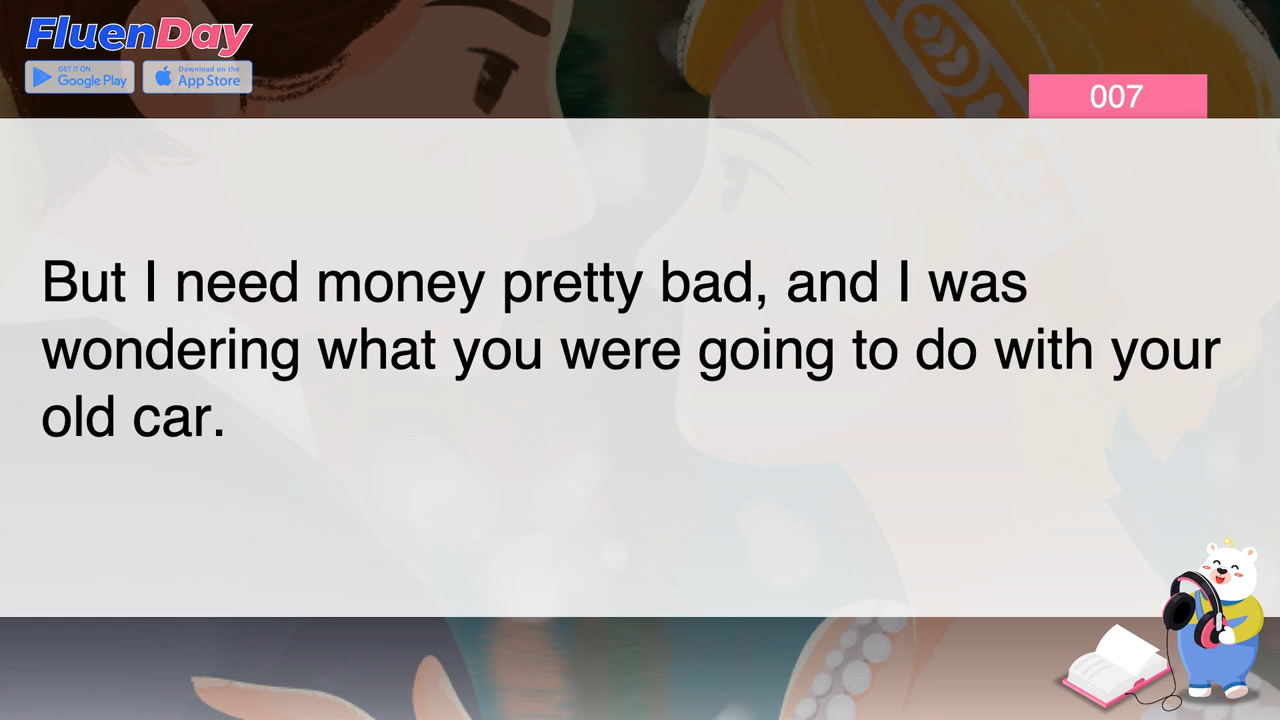 FluenDay
GET IT ON
Google Play
Download on the
App Store
007
But I need money pretty bad, and I was
wondering what you were going to do with your
old car.